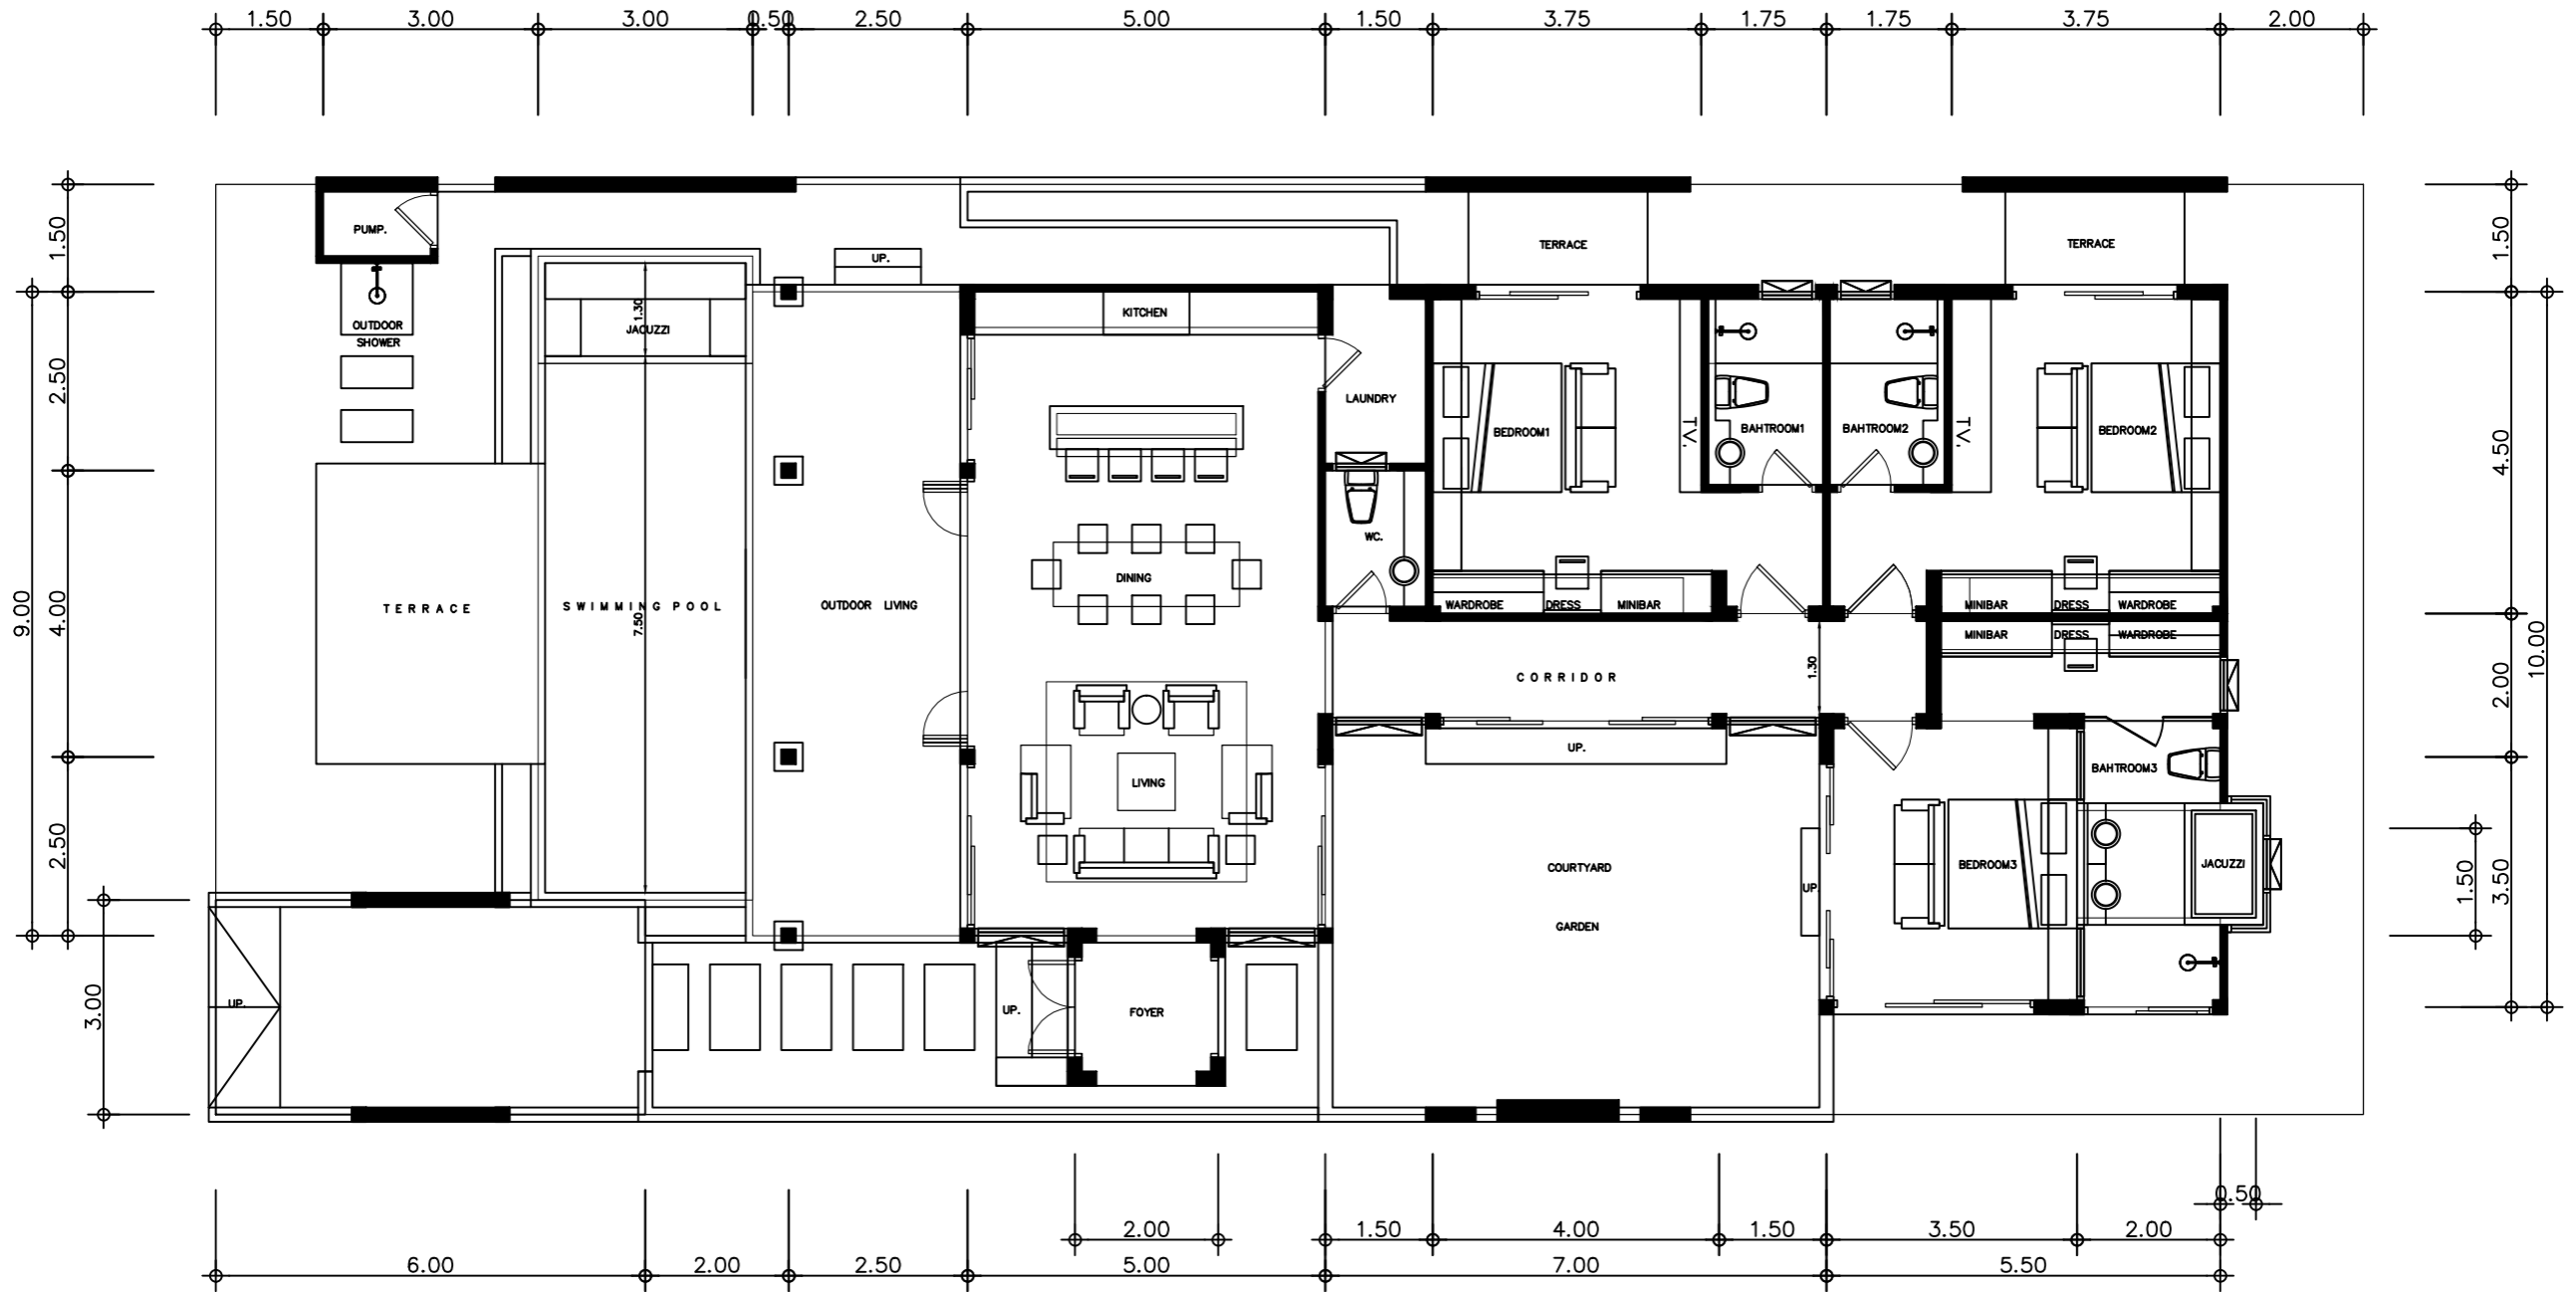 1.50 3.00 3.00 0.50 2.50 5.00 1.50 3.75 1.75 1.75 3.75 2.00
PUMP.
OUTDOOR
SHOWER
UP.
1.30
JACUZZI
KITCHEN
LAUNDRY
TERRACE
TERRACE
BEDROOM1
TV.
BAHTROOM1
BAHTROOM2
TV.
BEDROOM2
WC.
DINING
TERRACE
SWIMMING POOL
7.50
OUTDOOR LIVING
WARDROBE DRESS MINIBAR
MINIBAR DRESS WARDROBE
MINIBAR DRESS WARDROBE
CORRIDOR
1.30
UP.
LIVING
BAHTROOM3
COURTYARD
GARDEN
UP.
BEDROOM3
JACUZZI
UP.
UP.
FOYER
1.50
2.50
4.00
2.50
9.00
3.00
1.50
4.50
2.00
3.50
10.00
1.50
0.50
2.00 1.50 4.00 1.50 3.50 2.00
6.00 2.00 2.50 5.00 7.00 5.50